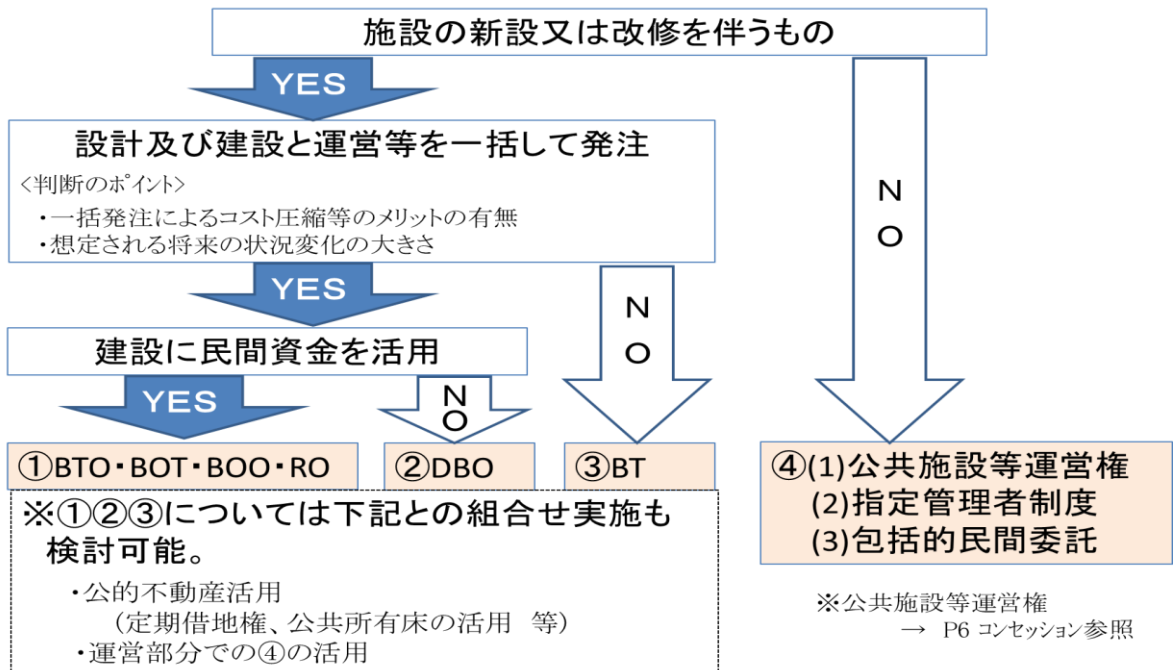 施設の新設又は改修を伴うもの
YES
設計及び建設と運営等を一括して発注
<判断のポイント>
・一括発注によるコスト圧縮等のメリットの有無
・想定される将来の状況変化の大きさ
NO
YES
NO
建設に民間資金を活用
YES
NO
①BTO・BOT・BOO・RO
②DBO
③BT
④(1)公共施設等運営権
(2)指定管理者制度
(3)包括的民間委託
※①②③については下記との組合せ実施も
検討可能。
・公的不動産活用
(定期借地権、公共所有床の活用 等)
・運営部分での④の活用
※公共施設等運営権
→ P6 コンセッション参照